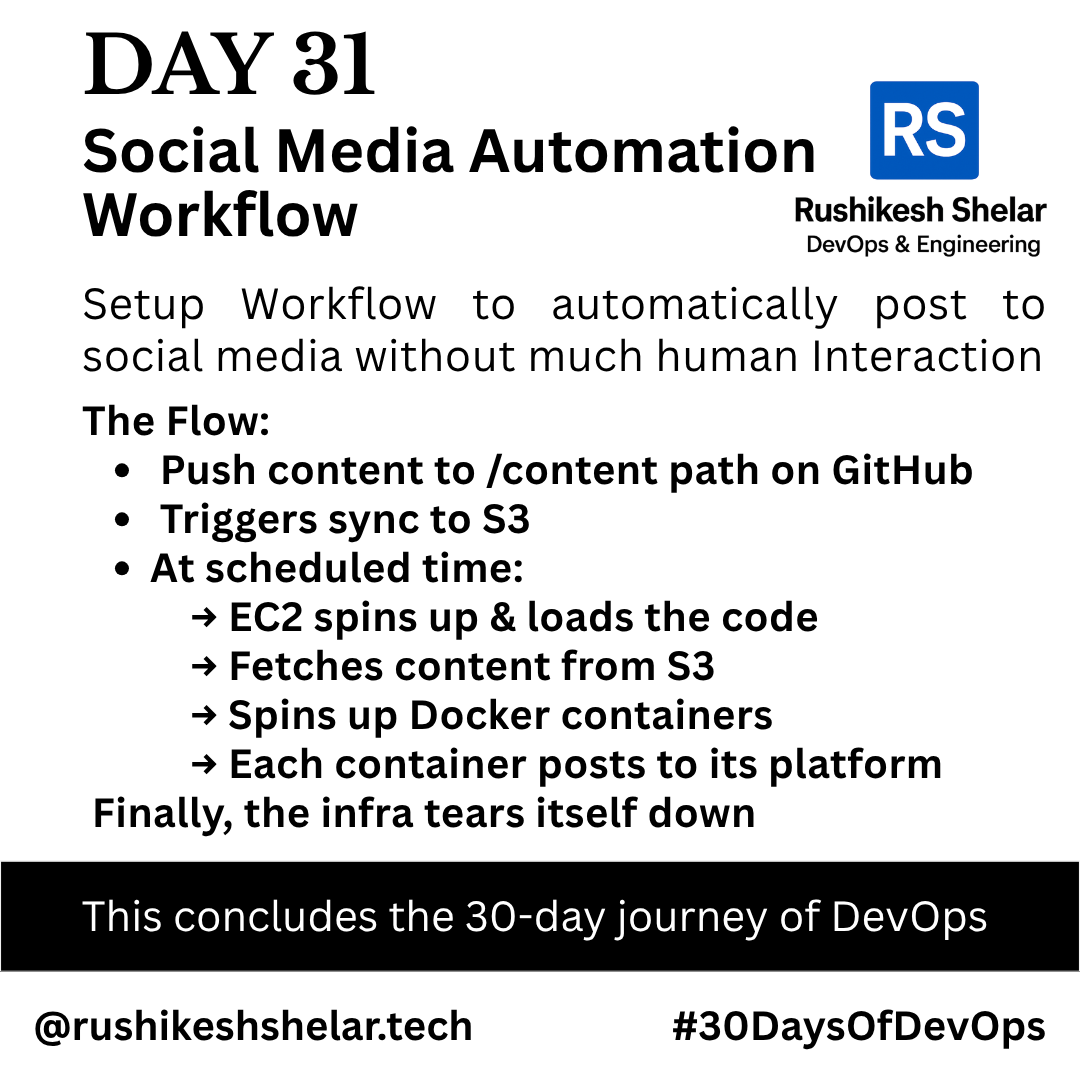 DAY 31
Social Media Automation
Workflow
RS
Rushikesh Shelar
DevOps & Engineering
Setup Workflow to automatically post to
social media without much human Interaction
The Flow:
• Push content to /content path on GitHub
• Triggers sync to S3
• At scheduled time:
→ EC2 spins up & loads the code
→ Fetches content from S3
→ Spins up Docker containers
→ Each container posts to its platform
Finally, the infra tears itself down
This concludes the 30-day journey of DevOps
@rushikeshshelar.tech
#30DaysOfDevOps